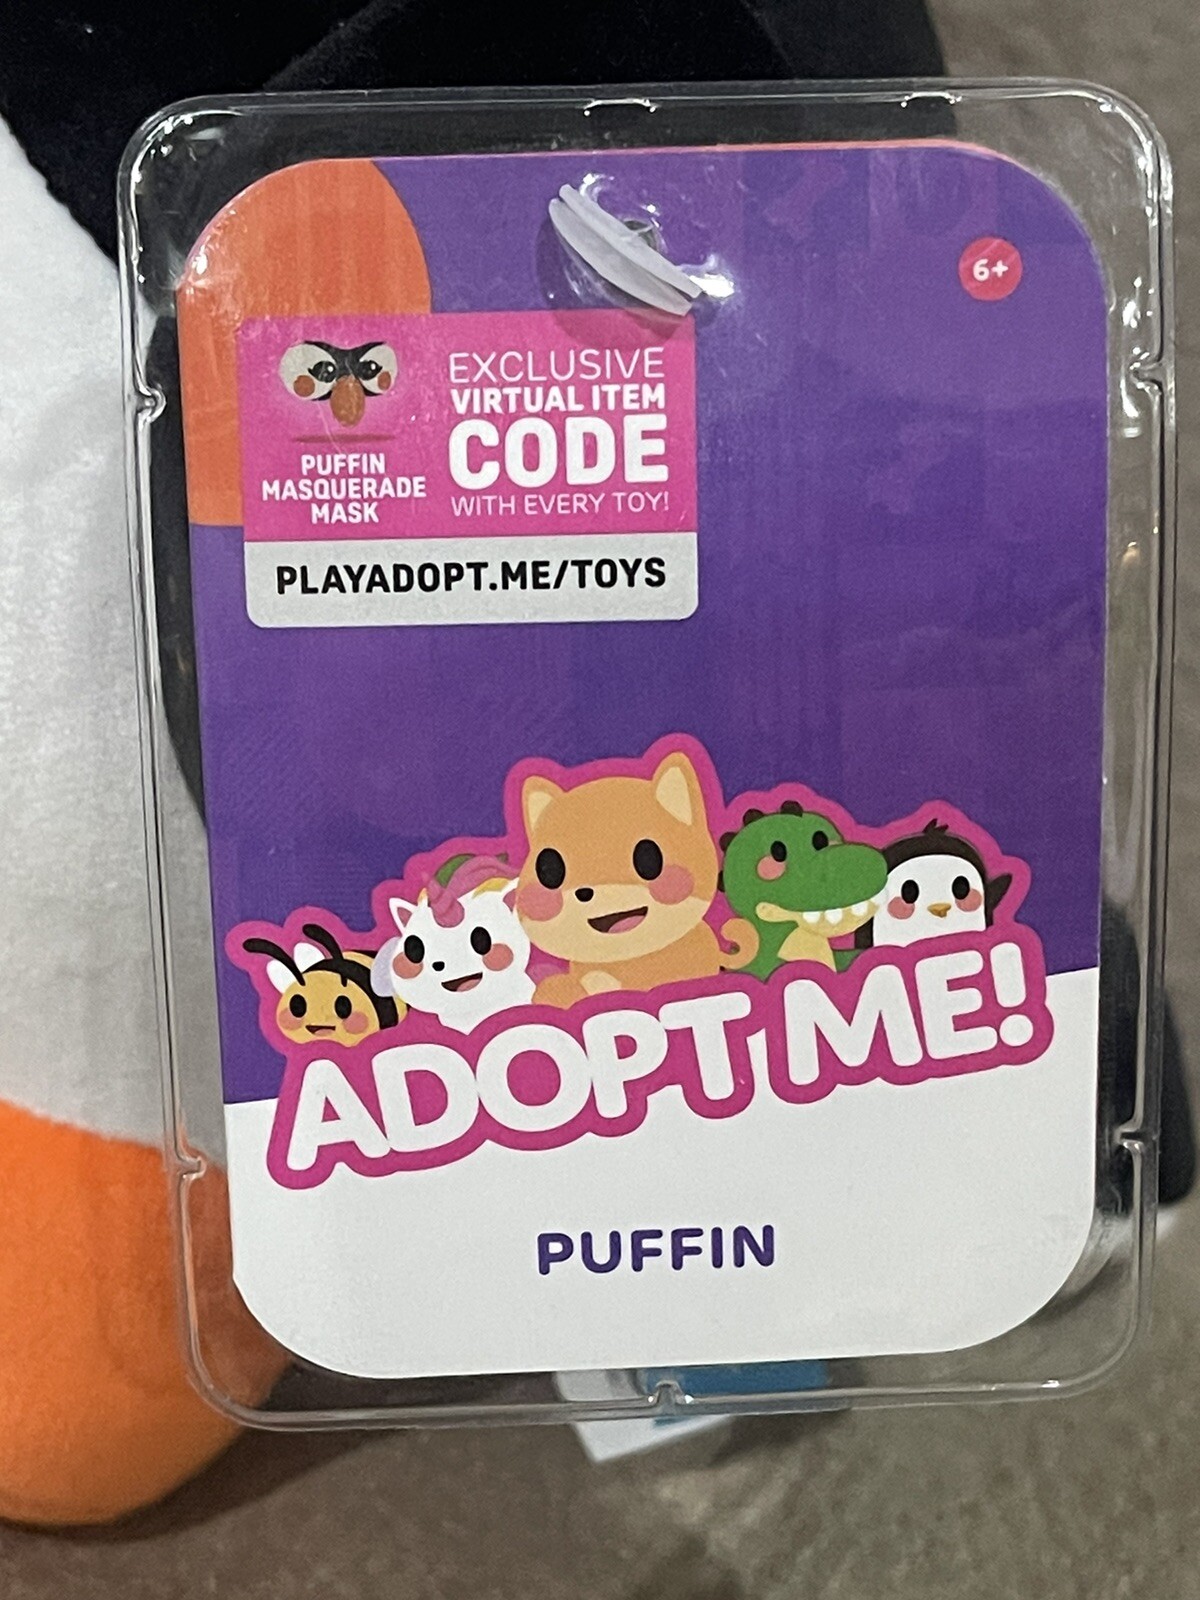 6+
EXCLUSIVE
VIRTUAL ITEM
CODE
WITH EVERY TOY!
PUFFIN
MASQUERADE
MASK
PLAYADOPT.ME/TOYS
ADOPT ME!
PUFFIN